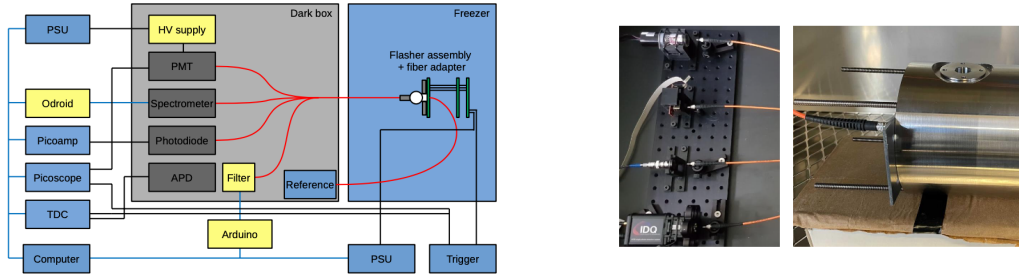 Dark box
Freezer
PSU
HV supply
PMT
Flasher assembly
+ fiber adapter
Odroid
Spectrometer
Picoamp
Photodiode
Picoscope
APD
Filter
Reference
TDC
Arduino
Computer
PSU
Trigger
IDQ